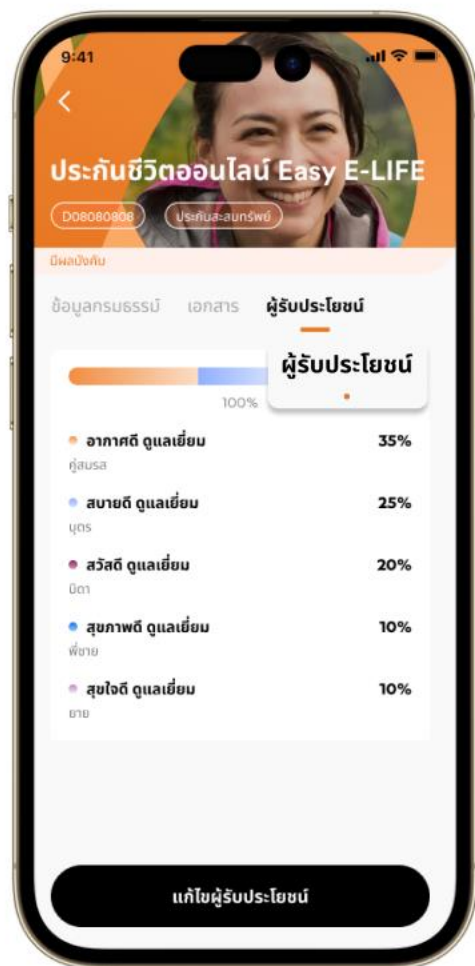 9:41
ประกันชีวิตออนไลน์ Easy E-LIFE
D08080808 ประกันสะสมทรัพย์
มีผลบังคับ
ข้อมูลกรมธรรม์ เอกสาร ผู้รับประโยชน์
ผู้รับประโยชน์
100%
อากาศดี ดูแลเยี่ยม 35%
คู่สมรส
สบายดี ดูแลเยี่ยม 25%
บุตร
สวัสดี ดูแลเยี่ยม 20%
บิดา
สุขภาพดี ดูแลเยี่ยม 10%
พี่ชาย
สุขใจดี ดูแลเยี่ยม 10%
ยาย
แก้ไขผู้รับประโยชน์